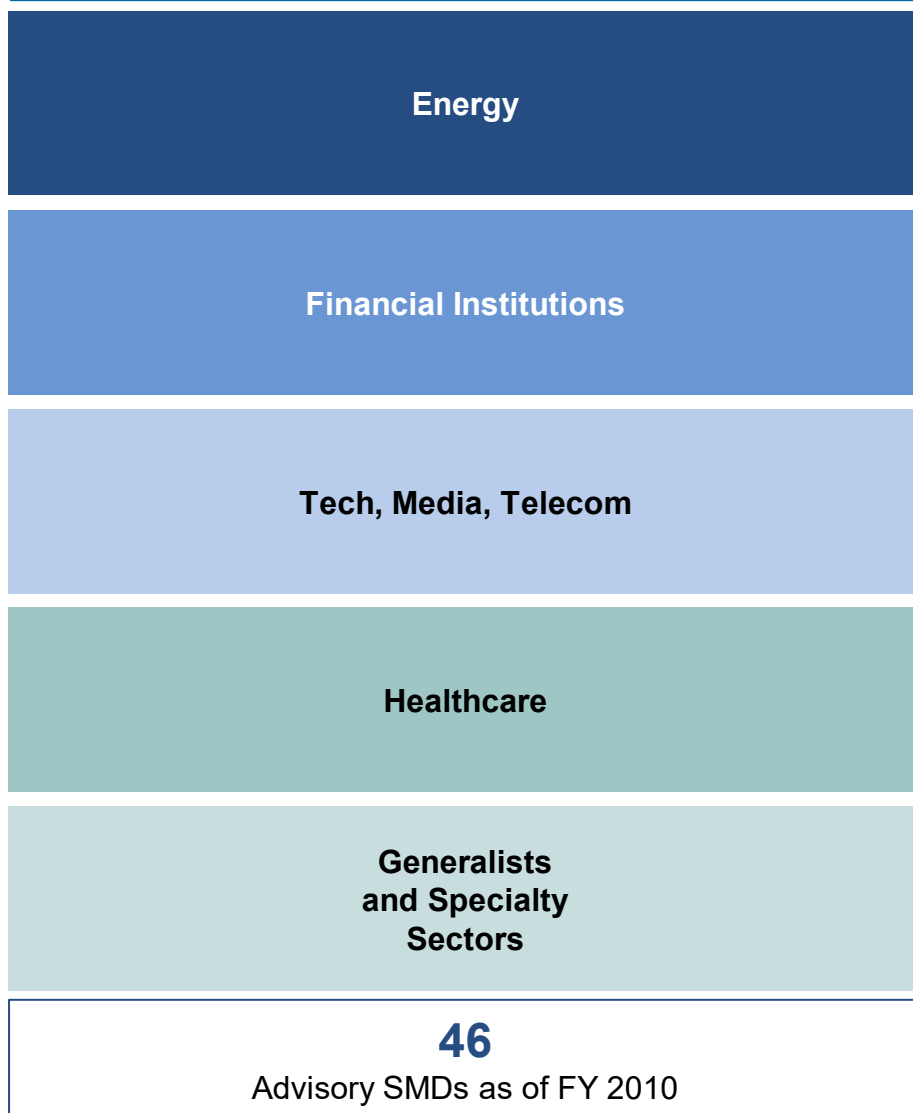 Energy
Financial Institutions
Tech, Media, Telecom
Healthcare
Generalists
and Specialty
Sectors
46
Advisory SMDs as of FY 2010